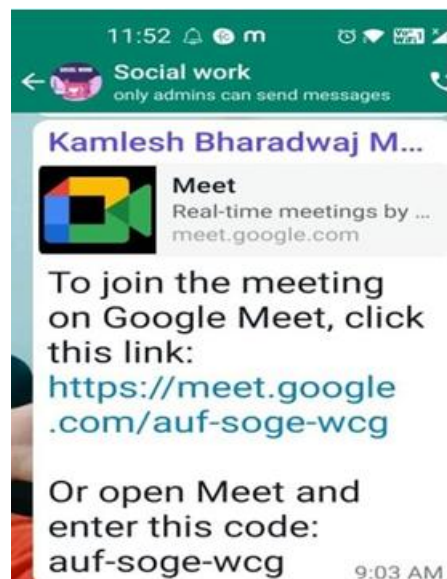 11:52
Social work
only admins can send messages
Kamlesh Bharadwaj M...
Meet
Real-time meetings by ...
meet.google.com
To join the meeting
on Google Meet, click
this link:
https://meet.google
.com/auf-soge-wcg
Or open Meet and
enter this code:
auf-soge-wcg
9:03 AM